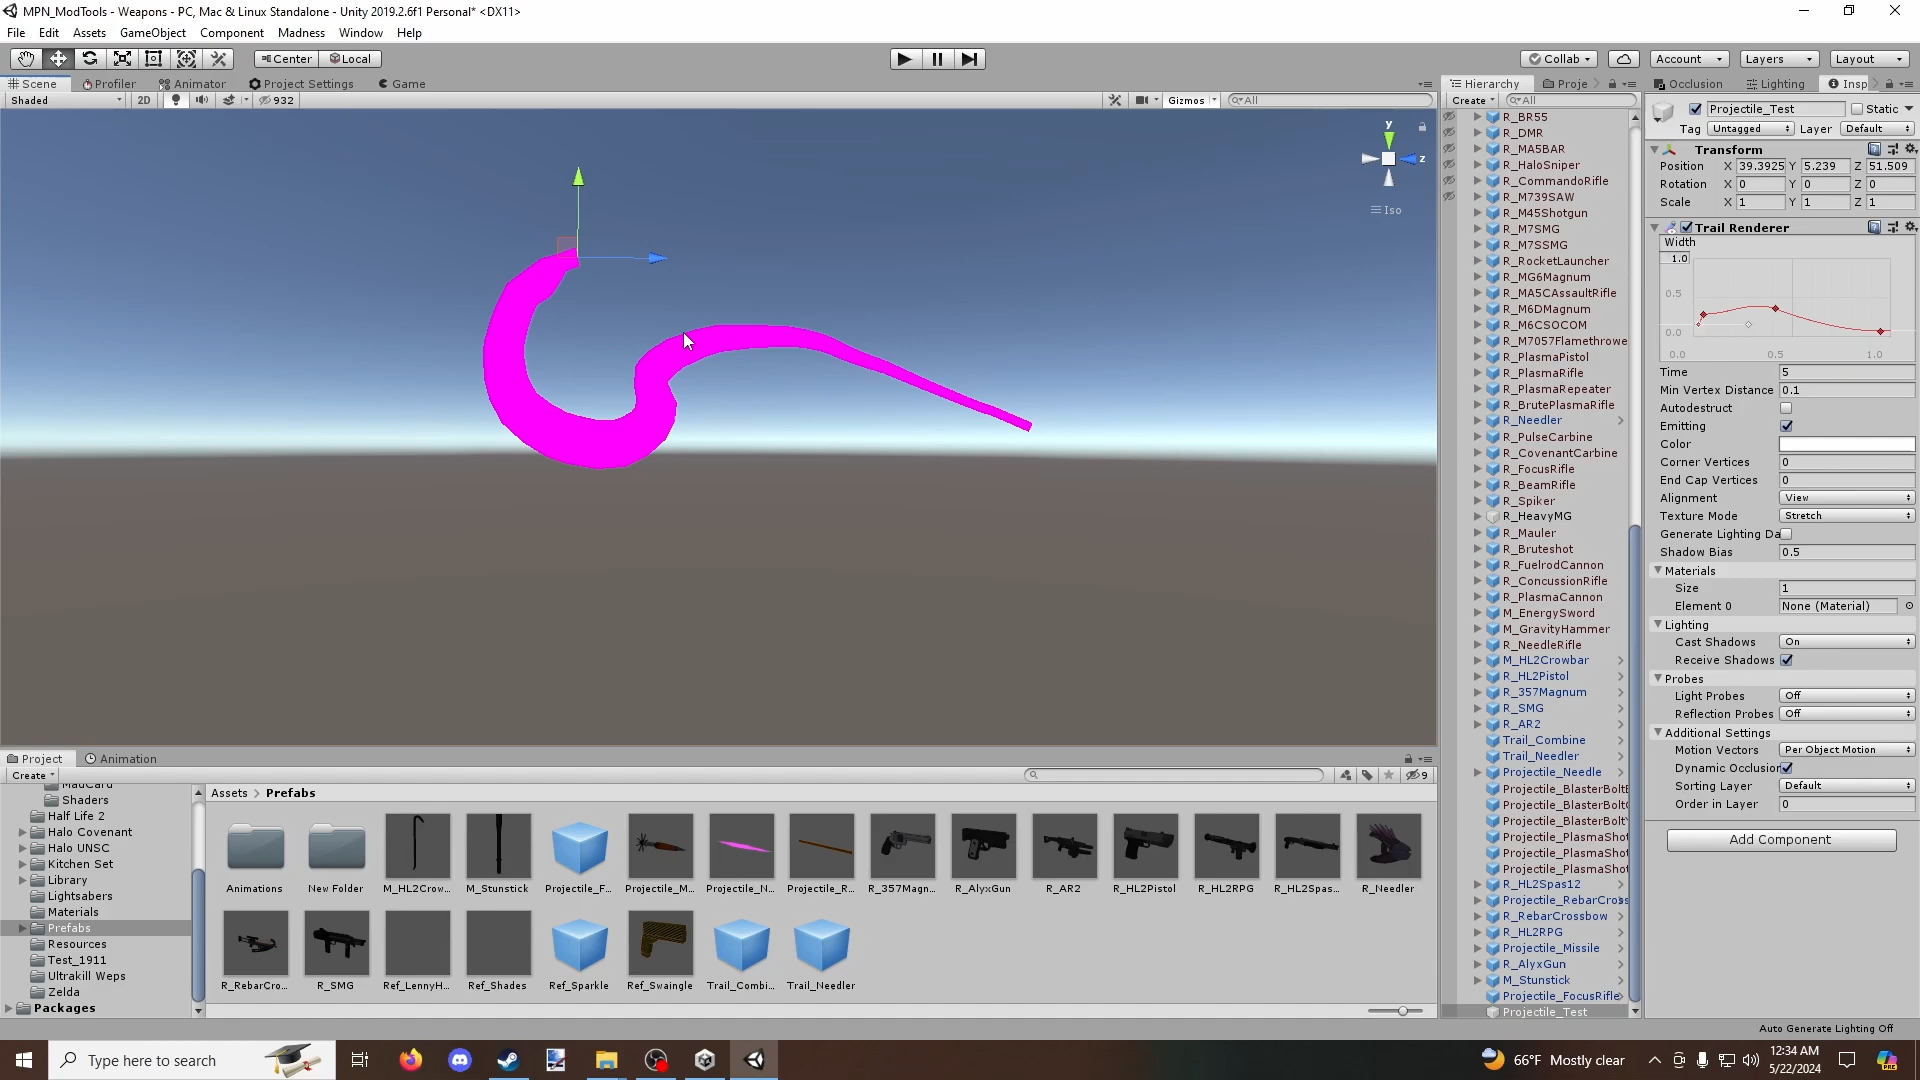 MPN_ModTools - Weapons - PC, Mac & Linux Standalone - Unity 2019.2.6f1 Personal* <DX11>
File Edit Assets GameObject Component Madness Window Help
Center Local Collab Account Layers Layout
Scene Profiler Animator Project Settings Game
Shaded 2D 932 Gizmos All
y
z
Iso
Hierarchy Proje
Create All
R_BR55
R_DMR
R_MA5BAR
R_HaloSniper
R_CommandoRifle
R_M739SAW
R_M45Shotgun
R_M7SMG
R_M7SSMG
R_RocketLauncher
R_MG6Magnum
R_MA5CAssaultRifle
R_M6DMagnum
R_M6CSOCOM
R_M7057Flamethrowe
R_PlasmaPistol
R_PlasmaRifle
R_PlasmaRepeater
R_BrutePlasmaRifle
R_Needler
R_PulseCarbine
R_CovenantCarbine
R_FocusRifle
R_BeamRifle
R_Spiker
R_HeavyMG
R_Mauler
R_Bruteshot
R_FuelrodCannon
R_ConcussionRifle
R_PlasmaCannon
M_EnergySword
M_GravityHammer
R_NeedleRifle
M_HL2Crowbar
R_HL2Pistol
R_357Magnum
R_SMG
R_AR2
Trail_Combine
Trail_Needler
Projectile_Needle
Projectile_BlasterBolt
Projectile_BlasterBolt
Projectile_BlasterBolt
Projectile_PlasmaSho
Projectile_PlasmaSho
Projectile_PlasmaSho
R_HL2Spas12
Projectile_RebarCross
R_RebarCrossbow
R_HL2RPG
Projectile_Missile
R_AlyxGun
M_Stunstick
Projectile_FocusRifle
Projectile_Test
Occlusion Lighting Insp
Projectile_Test Static
Tag Untagged Layer Default
Transform
Position X 39.3925 Y 5.239 Z 51.509
Rotation X 0 Y 0 Z 0
Scale X 1 Y 1 Z 1
Trail Renderer
Width
1.0
0.5
0.0
0.0 0.5 1.0
Time 5
Min Vertex Distance 0.1
Autodestruct
Emitting
Color
Corner Vertices 0
End Cap Vertices 0
Alignment View
Texture Mode Stretch
Generate Lighting Da
Shadow Bias 0.5
Materials
Size 1
Element 0 None (Material)
Lighting
Cast Shadows On
Receive Shadows
Probes
Light Probes Off
Reflection Probes Off
Additional Settings
Motion Vectors Per Object Motion
Dynamic Occlusion
Sorting Layer Default
Order in Layer 0
Add Component
Project Animation
Create 9
MadCard
Shaders
Half Life 2
Halo Covenant
Halo UNSC
Kitchen Set
Library
Lightsabers
Materials
Prefabs
Resources
Test_1911
Ultrakill Weps
Zelda
Packages
Assets > Prefabs
Animations New Folder M_HL2Crow... M_Stunstick Projectile_F... Projectile_M... Projectile_N... Projectile_R... R_357Magn... R_AlyxGun R_AR2 R_HL2Pistol R_HL2RPG R_HL2Spas... R_Needler
R_RebarCro... R_SMG Ref_LennyH... Ref_Shades Ref_Sparkle Ref_Swaingle Trail_Combi... Trail_Needler
Auto Generate Lighting Off
Type here to search
66°F Mostly clear
12:34 AM
5/22/2024